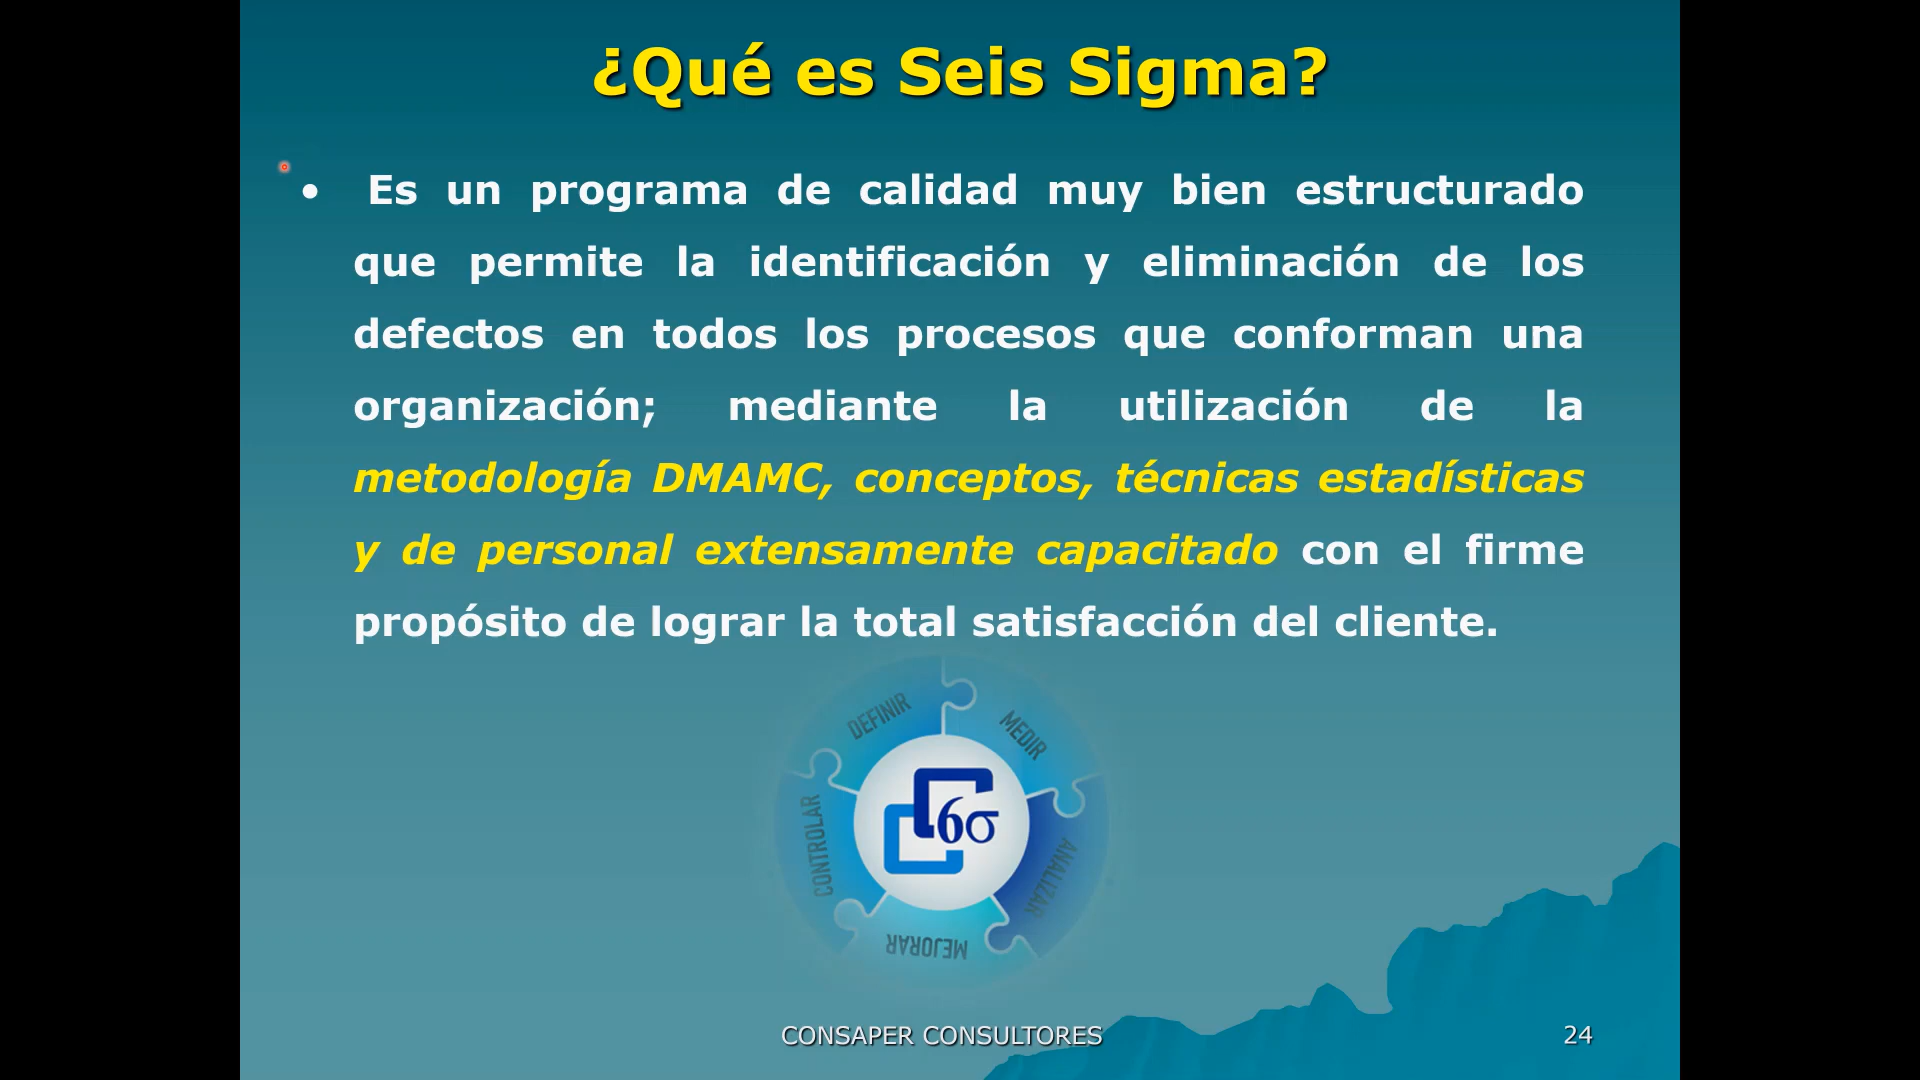 ¿Qué es Seis Sigma?
• Es un programa de calidad muy bien estructurado
que permite la identificación y eliminación de los
defectos en todos los procesos que conforman una
organización; mediante la utilización de la
metodología DMAMC, conceptos, técnicas estadísticas
y de personal extensamente capacitado con el firme
propósito de lograr la total satisfacción del cliente.
DEFINIR
MEDIR
ANALIZAR
MEJORAR
CONTROLAR
6σ
CONSAPER CONSULTORES
24